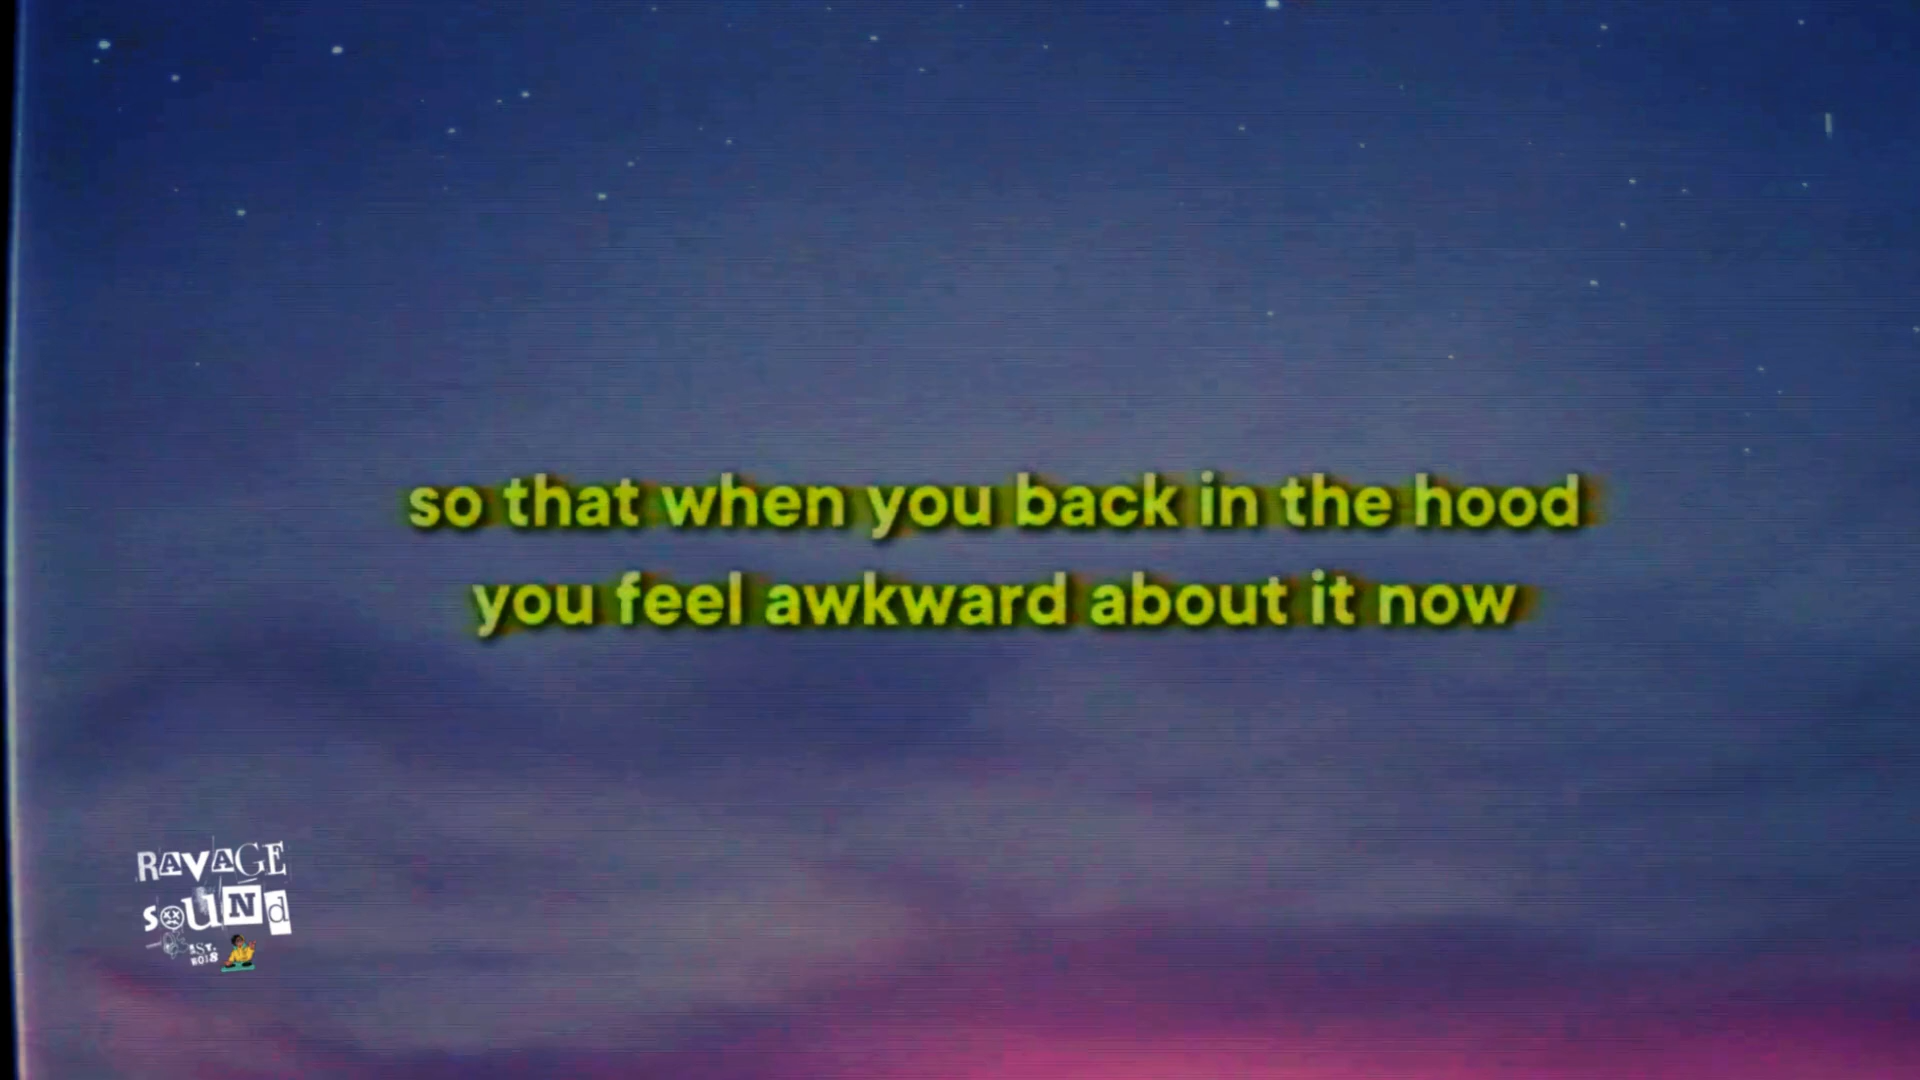 so that when you back in the hood
you feel awkward about it now
RAVAGE
SOUNd